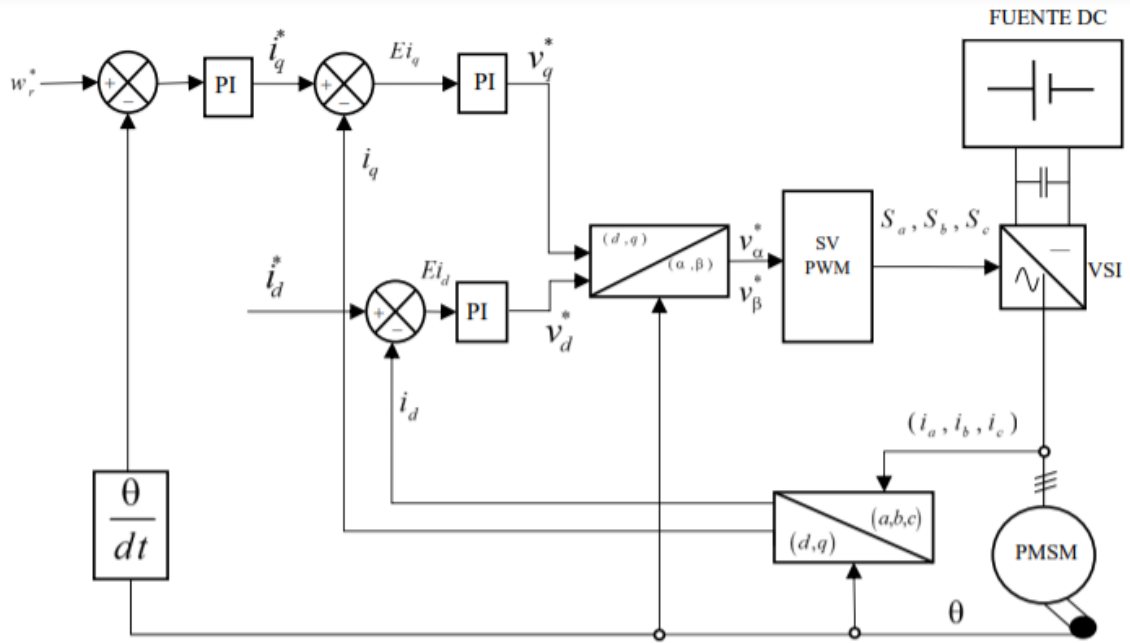 FUENTE DC
w_r^*
+
−
PI
i_q^*
+
−
Ei_q
PI
v_q^*
i_q
(d,q)
(α,β)
v_α^*
v_β^*
SV
PWM
S_a, S_b, S_c
VSI
i_d^*
+
−
Ei_d
PI
v_d^*
i_d
(i_a, i_b, i_c)
θ
dt
(a,b,c)
(d,q)
PMSM
θ